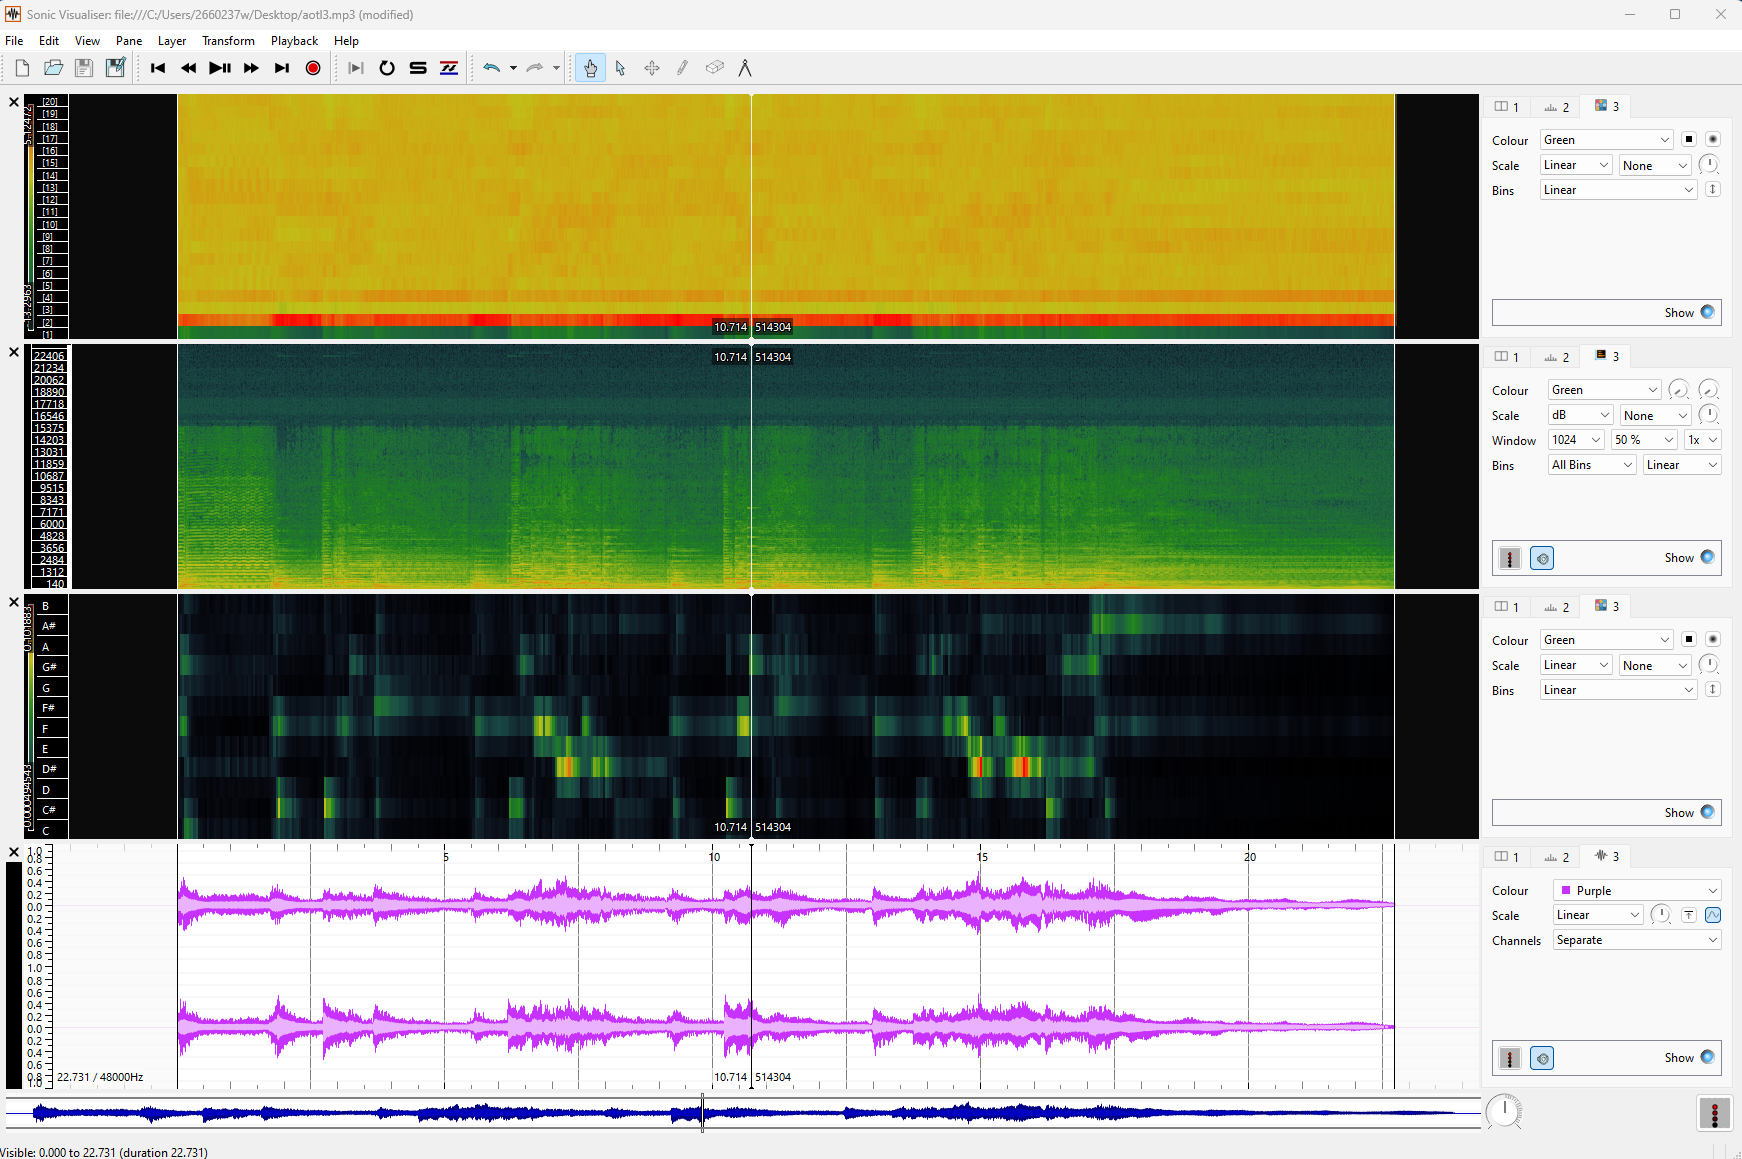 Sonic Visualiser: file:///C:/Users/2660237w/Desktop/aotl3.mp3 (modified)
File Edit View Pane Layer Transform Playback Help
[20]
[19]
[18]
[17]
[16]
[15]
[14]
[13]
[12]
[11]
[10]
[9]
[8]
[7]
[6]
[5]
[4]
[3]
[2]
[1]
10.714 514304
1 2 3
Colour Green
Scale Linear None
Bins Linear
Show
22406
21234
20062
18890
17718
16546
15375
14203
13031
11859
10687
9515
8343
7171
6000
4828
3656
2484
1312
140
10.714 514304
1 2 3
Colour Green
Scale dB None
Window 1024 50 % 1x
Bins All Bins Linear
Show
B
A#
A
G#
G
F#
F
E
D#
D
C#
C
10.714 514304
1 2 3
Colour Green
Scale Linear None
Bins Linear
Show
5 10 15 20
1.0
0.8
0.6
0.4
0.2
0.0
0.2
0.4
0.6
0.8
1.0
0.8
0.6
0.4
0.2
0.0
0.2
0.4
0.6
0.8
1.0
22.731 / 48000Hz
10.714 514304
1 2 3
Colour Purple
Scale Linear
Channels Separate
Show
Visible: 0.000 to 22.731 (duration 22.731)